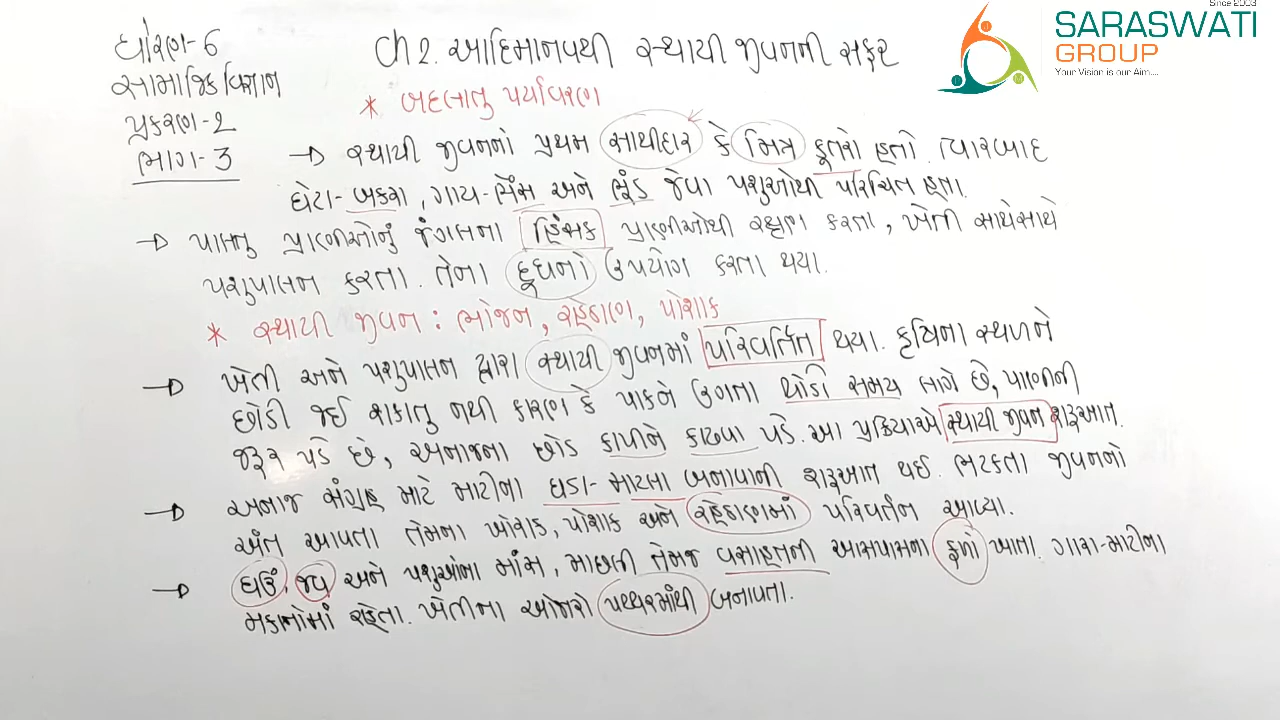 Since 2003
SARASWATI
GROUP
Your Vision is our Aim....
ધોરણ-6
સામાજિક વિજ્ઞાન
પ્રકરણ-2
ભાગ-3
Ch 2. આદિમાનવથી સ્થાયી જીવનની સફર
* બદલાતુ પર્યાવરણ
→ સ્થાયી જીવનનો પ્રથમ સાથીદાર કે મિત્ર કૂતરો હતો. ત્યારબાદ
ઘેટા-બકરા, ગાય-ભેંસ અને ભૂંડ જેવા પશુઓથી પરિચિત હતા.
→ પાલતુ પ્રાણીઓનું જંગલના હિંસક પ્રાણીઓથી રક્ષણ કરતા, ખેતી સાથેસાથે
પશુપાલન કરતા. તેના દૂધનો ઉપયોગ કરતા થયા.
* સ્થાયી જીવન : ભોજન, રહેઠાણ, પોશાક
→ ખેતી અને પશુપાલન દ્વારા સ્થાયી જીવનમાં પરિવર્તિત થયા. કૃષિના સ્થળને
છોડી જઈ શકાતુ નથી કારણ કે પાકને ઉગતા થોડો સમય લાગે છે, પાણીની
જરૂર પડે છે, અનાજના છોડ કાપીને કાઢવા પડે. આ પ્રક્રિયાએ સ્થાયી જીવન શરૂઆત.
→ અનાજ સંગ્રહ માટે માટીના ઘડા-માટલા બનાવાની શરૂઆત થઈ. ભટકતા જીવનનો
અંત આપતા તેમના ખોરાક, પોશાક અને રહેઠાણમાં પરિવર્તન આવ્યા.
→ ઘઉં, જવ અને પશુઓના માંસ, માછલી તેમજ વસાહતની આસપાસના ફળો ખાતા. ગારા-માટીના
મકાનોમાં રહેતા. ખેતીના ઓજારો પથ્થરમાંથી બનાવતા.